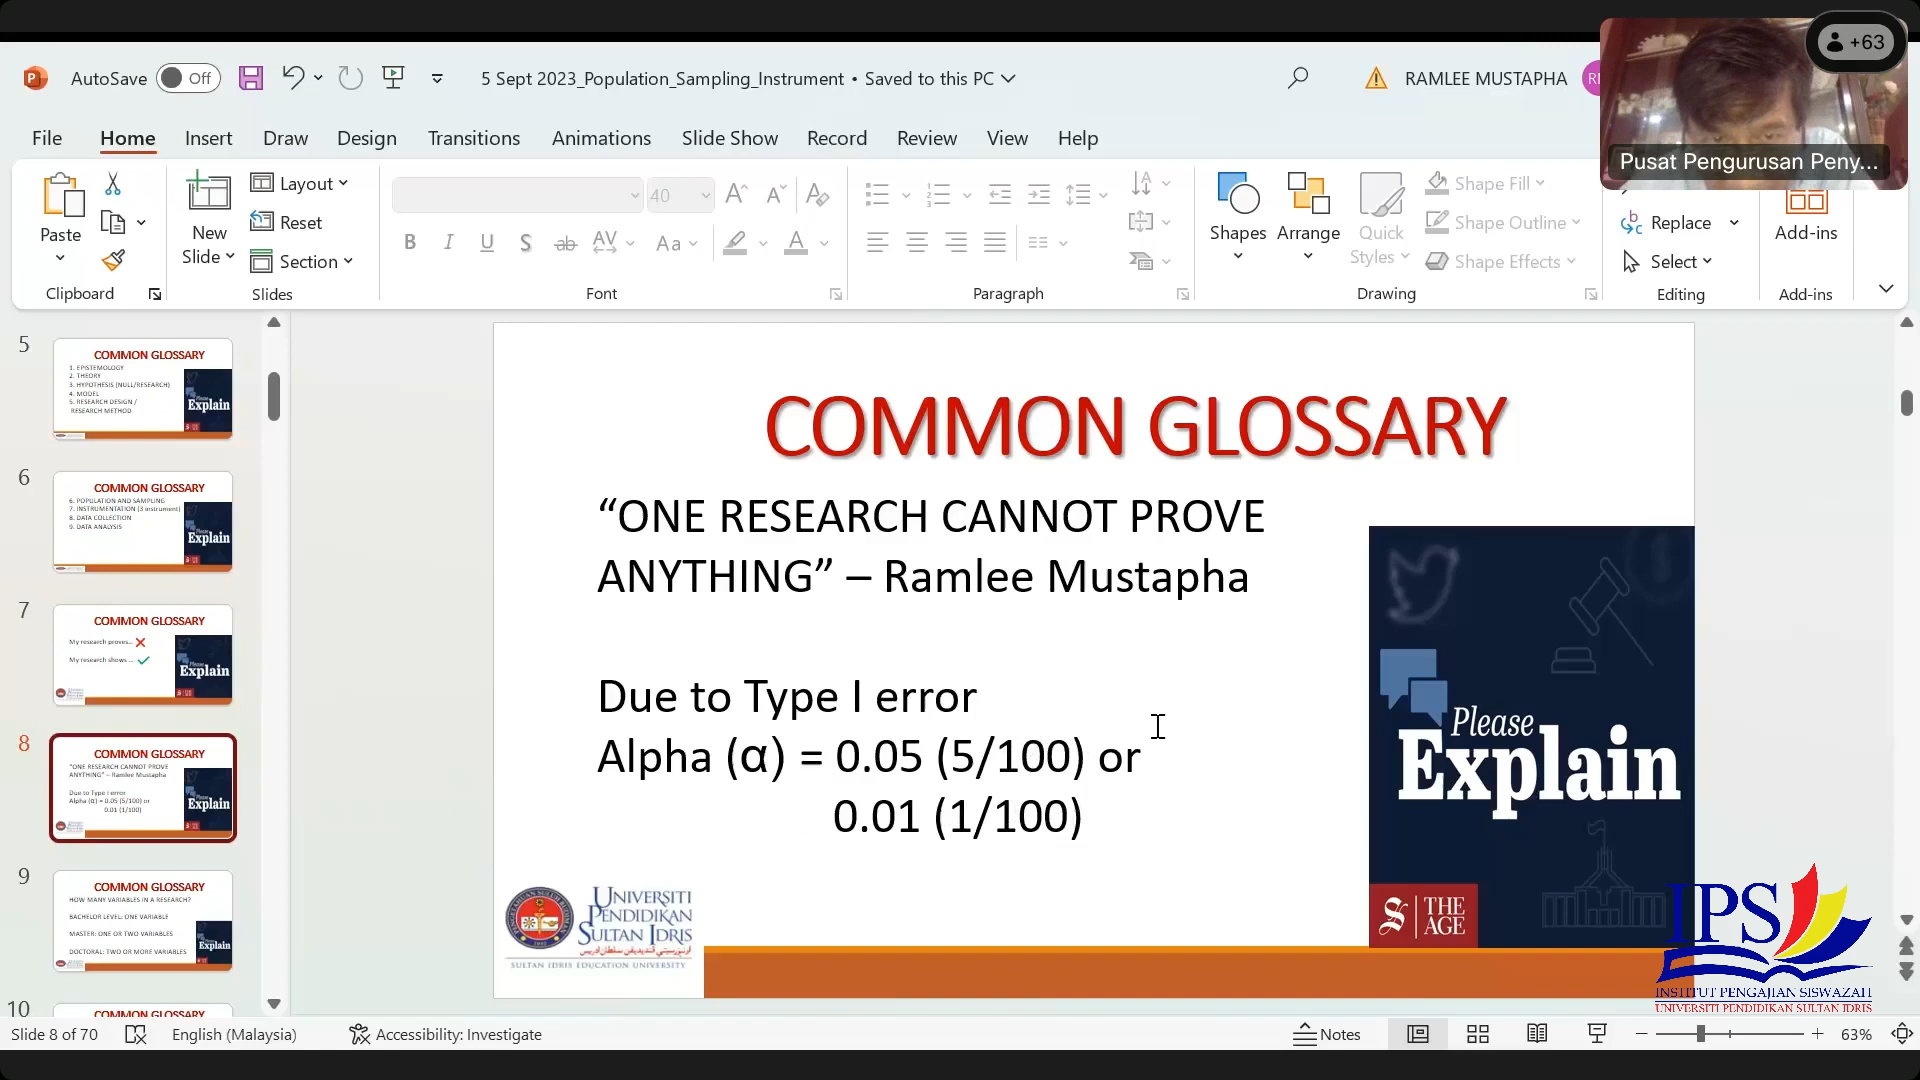 +63
AutoSave Off
5 Sept 2023_Population_Sampling_Instrument • Saved to this PC
RAMLEE MUSTAPHA
Pusat Pengurusan Peny...
File Home Insert Draw Design Transitions Animations Slide Show Record Review View Help
Paste
New Slide
Layout
Reset
Section
40
Shapes
Arrange
Quick Styles
Shape Fill
Shape Outline
Shape Effects
Replace
Select
Add-ins
Clipboard Slides Font Paragraph Drawing Editing Add-ins
5
COMMON GLOSSARY
1. EPISTEMOLOGY
2. THEORY
3. HYPOTHESIS (NULL/RESEARCH)
4. MODEL
5. RESEARCH DESIGN /
RESEARCH METHOD
Please
Explain
6
COMMON GLOSSARY
6. POPULATION AND SAMPLING
7. INSTRUMENTATION (3 instrument)
8. DATA COLLECTION
9. DATA ANALYSIS
Please
Explain
7
COMMON GLOSSARY
My research proves...
My research shows ...
Please
Explain
8
COMMON GLOSSARY
"ONE RESEARCH CANNOT PROVE
ANYTHING" – Ramlee Mustapha
Due to Type I error
Alpha (α) = 0.05 (5/100) or
0.01 (1/100)
Please
Explain
9
COMMON GLOSSARY
HOW MANY VARIABLES IN A RESEARCH?
BACHELOR LEVEL: ONE VARIABLE
MASTER: ONE OR TWO VARIABLES
DOCTORAL: TWO OR MORE VARIABLES
Explain
10
COMMON GLOSSARY
COMMON GLOSSARY
“ONE RESEARCH CANNOT PROVE
ANYTHING” – Ramlee Mustapha
Due to Type I error
Alpha (α) = 0.05 (5/100) or
0.01 (1/100)
Please
Explain
THE
AGE
UNIVERSITI
PENDIDIKAN
SULTAN IDRIS
SULTAN IDRIS EDUCATION UNIVERSITY
IPS
INSTITUT PENGAJIAN SISWAZAH
UNIVERSITI PENDIDIKAN SULTAN IDRIS
Slide 8 of 70
English (Malaysia)
Accessibility: Investigate
Notes
63%